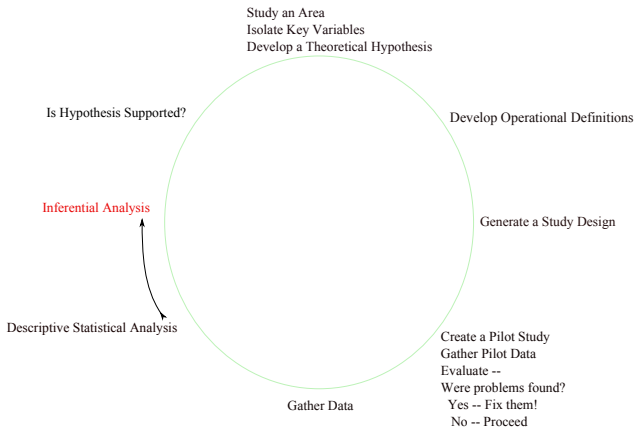 Study an Area
Isolate Key Variables
Develop a Theoretical Hypothesis
Is Hypothesis Supported?
Develop Operational Definitions
Inferential Analysis
Generate a Study Design
Descriptive Statistical Analysis
Create a Pilot Study
Gather Pilot Data
Evaluate --
Were problems found?
Yes -- Fix them!
No -- Proceed
Gather Data